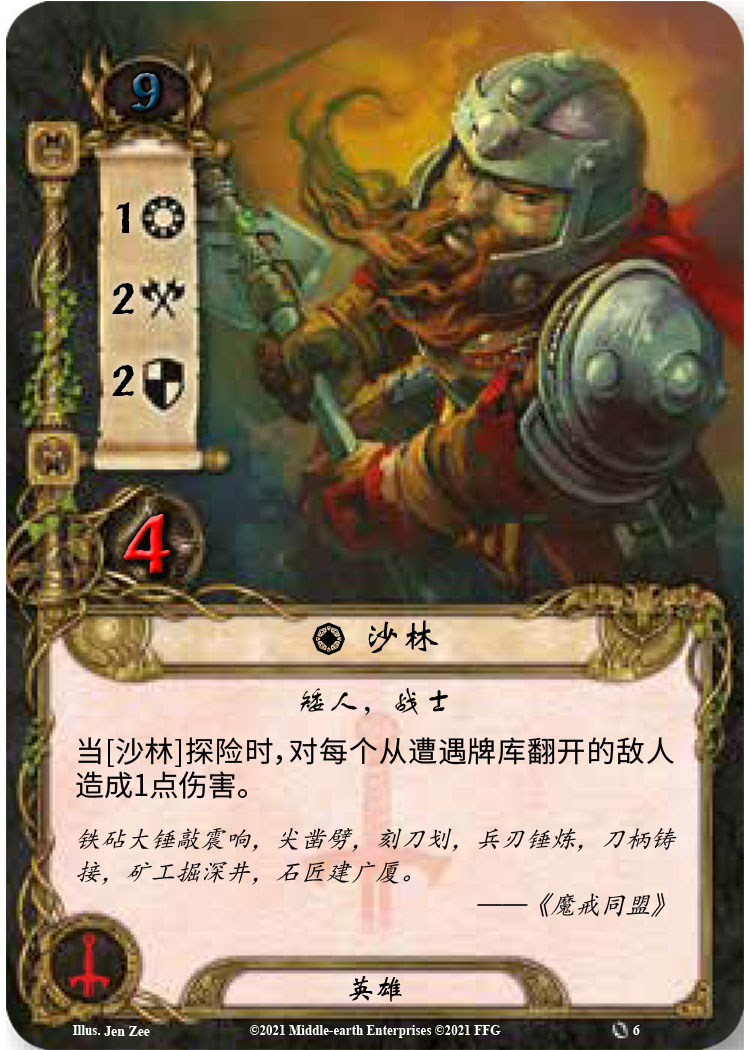 9
1
2
2
4
沙林
矮人，战士
当[沙林]探险时，对每个从遭遇牌库翻开的敌人
造成1点伤害。
铁砧大锤敲震响，尖凿劈，刻刀划，兵刃锤炼，刀柄铸
接，矿工掘深井，石匠建广厦。
——《魔戒同盟》
英雄
Illus. Jen Zee
©2021 Middle-earth Enterprises ©2021 FFG
6